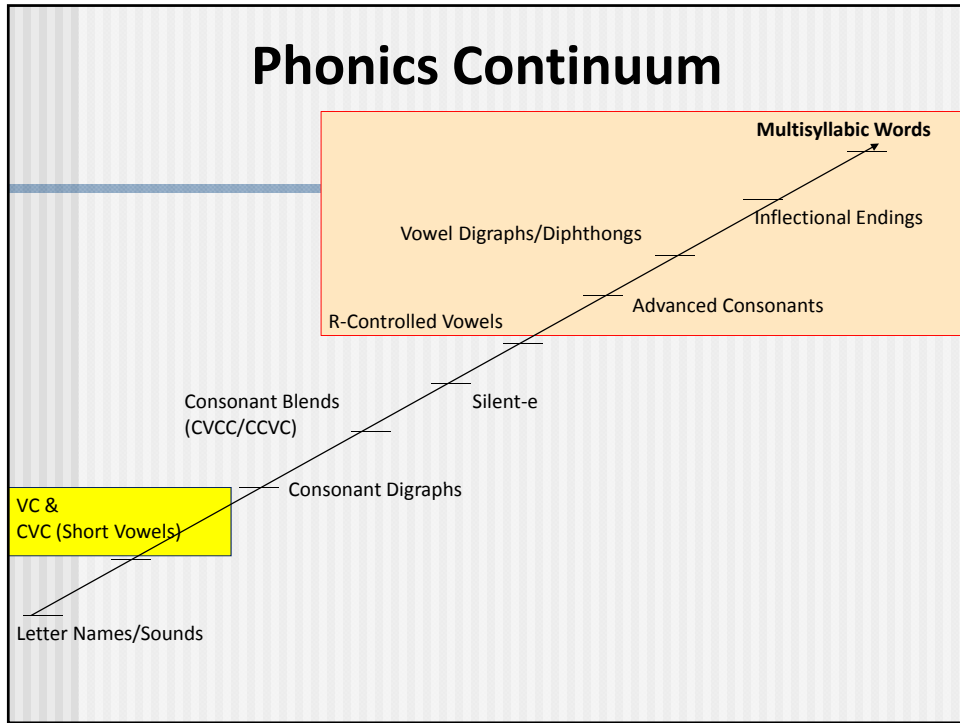 Phonics Continuum
Multisyllabic Words
Inflectional Endings
Vowel Digraphs/Diphthongs
Advanced Consonants
R-Controlled Vowels
Silent-e
Consonant Blends
(CVCC/CCVC)
Consonant Digraphs
VC &
CVC (Short Vowels)
Letter Names/Sounds